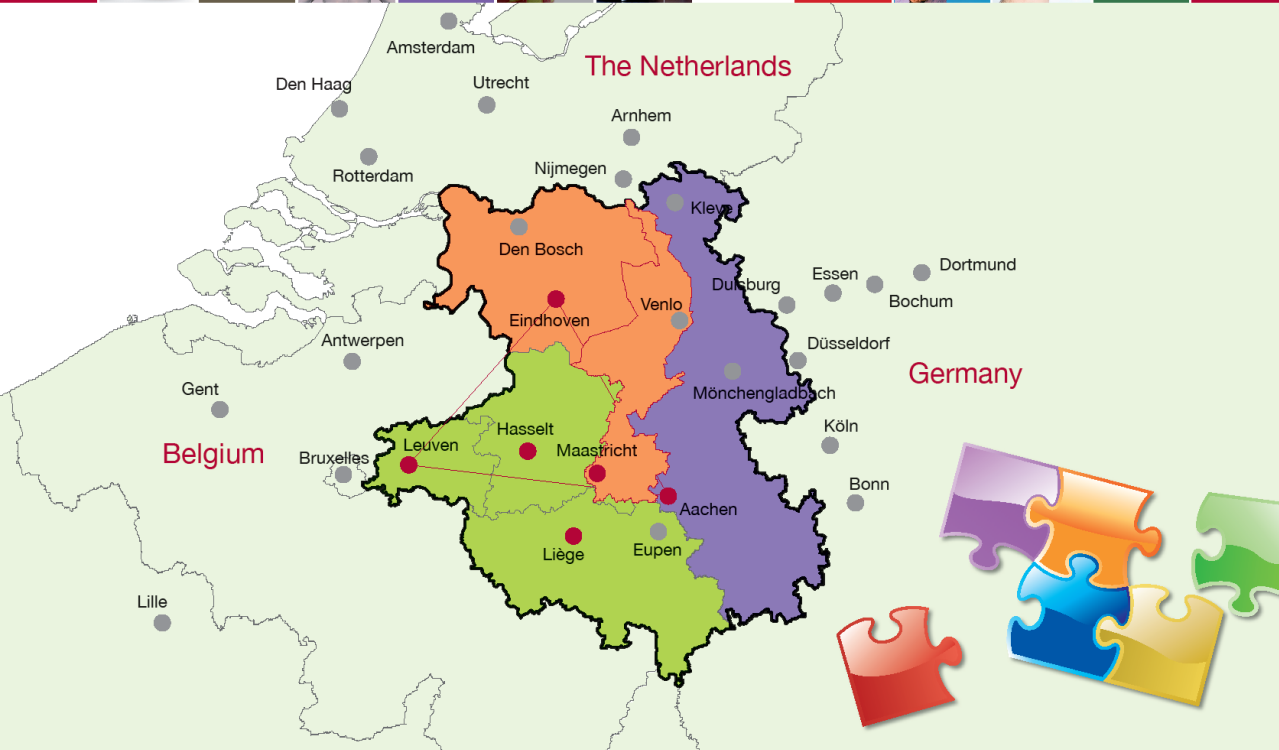 Amsterdam
The Netherlands
Den Haag
Utrecht
Arnhem
Nijmegen
Rotterdam
Kleve
Den Bosch
Dortmund
Essen
Duisburg
Bochum
Venlo
Eindhoven
Antwerpen
Düsseldorf
Germany
Gent
Mönchengladbach
Köln
Hasselt
Leuven
Maastricht
Belgium
Bruxelles
Bonn
Aachen
Liège
Eupen
Lille